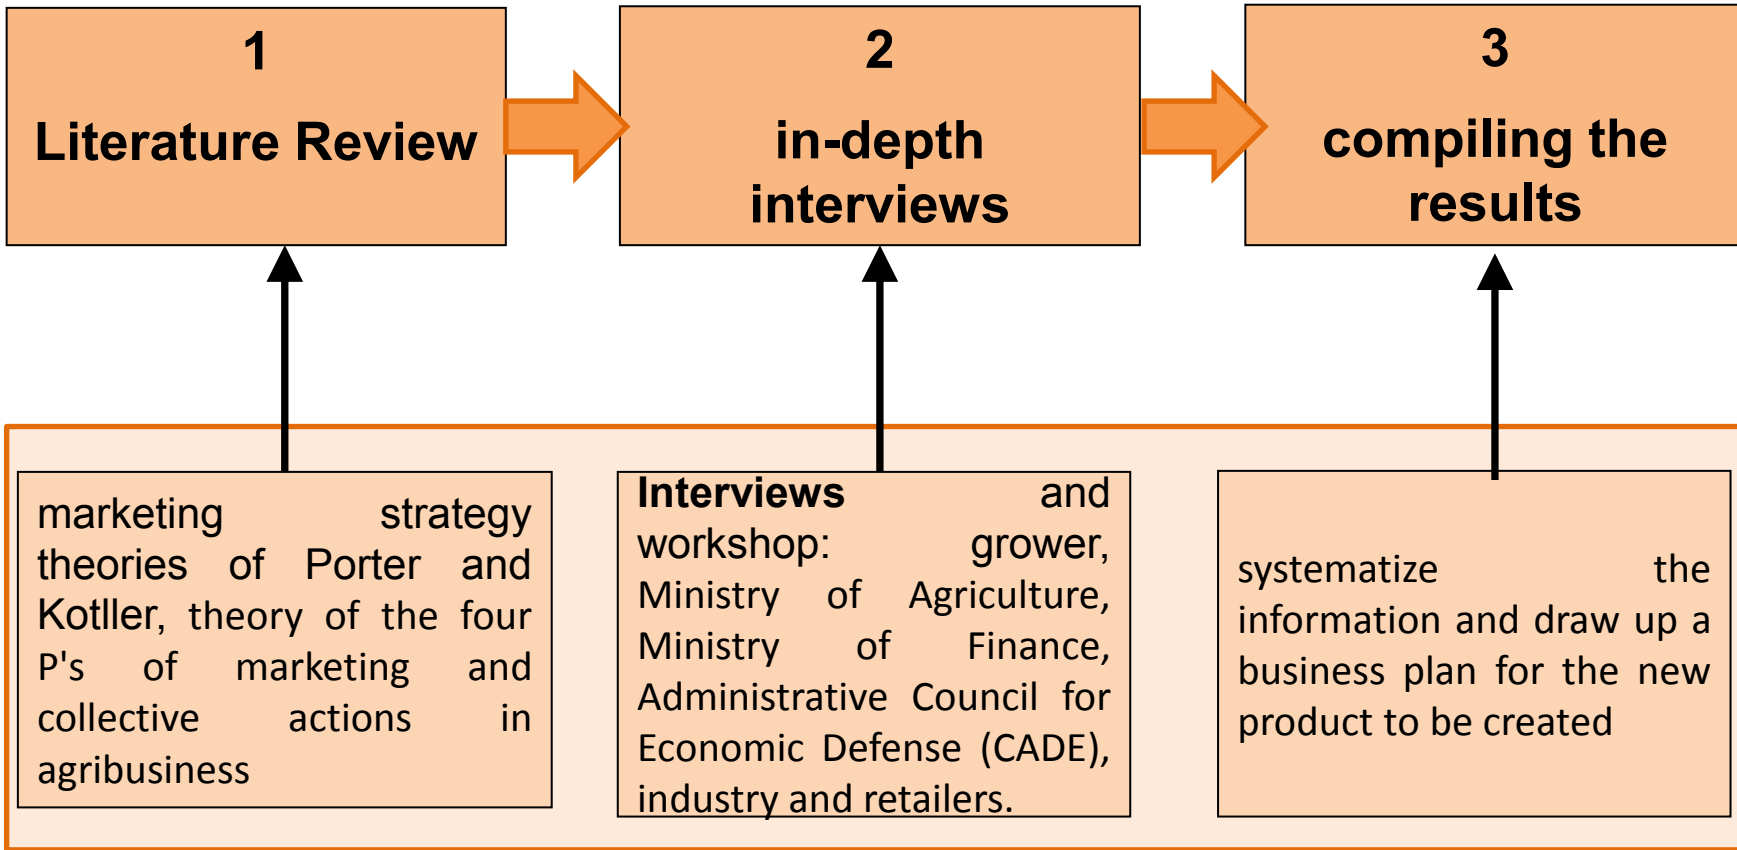 1
Literature Review
2
in-depth
interviews
3
compiling the
results
marketing strategy
theories of Porter and
Kotller, theory of the four
P's of marketing and
collective actions in
agribusiness
Interviews and
workshop: grower,
Ministry of Agriculture,
Ministry of Finance,
Administrative Council for
Economic Defense (CADE),
industry and retailers.
systematize the
information and draw up a
business plan for the new
product to be created